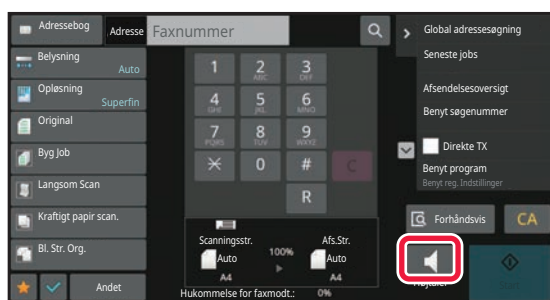 Adressebog
Adresse
Faxnummer
Belysning
Auto
Opløsning
Superfin
Original
Byg Job
Langsom Scan
Kraftigt papir scan.
Bl. Str. Org.
Andet
1
2
ABC
3
DEF
4
GHI
5
JKL
6
MNO
7
PQRS
8
TUV
9
WXYZ
0
#
C
R
Scanningsstr.
Auto
A4
100%
Afs.Str.
Auto
A4
Hukommelse for faxmodt.: 0%
Global adressesøgning
Seneste jobs
Afsendelsesoversigt
Benyt søgenummer
Direkte TX
Benyt program
Benyt reg. Indstillinger
Forhåndsvis
CA
Højttaler
Start